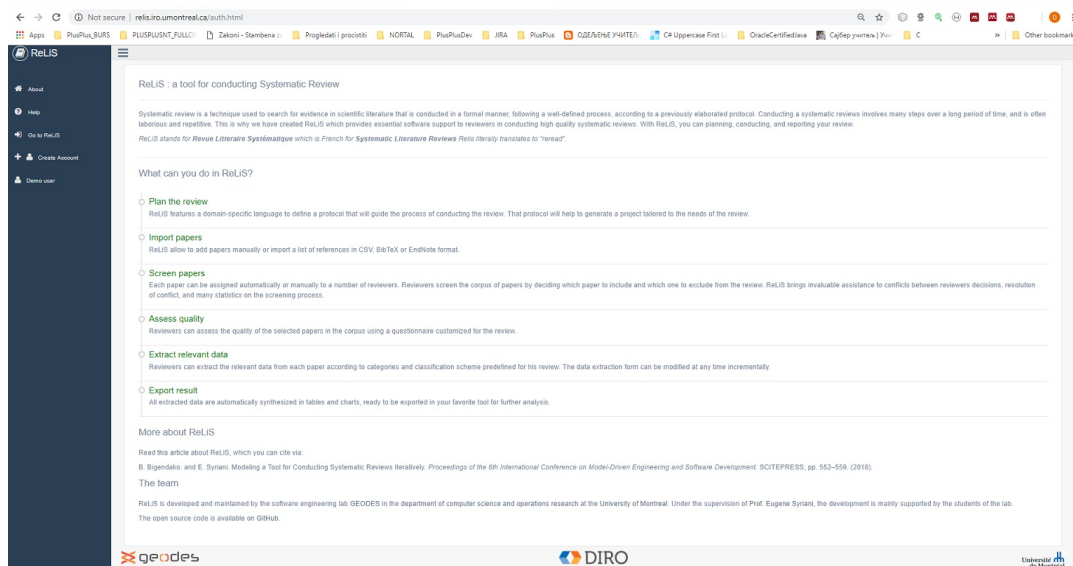 Not secure | relis.iro.umontreal.ca/auth.html
Apps PlusPlus_BURS PLUSPLUSNT_FULLC Zakoni - Stambena z Progledati i procistiti NORTAL PlusPlusDev JIRA PlusPlus ОДЕЉЕЊЕ УЧИТЕЉ C# Uppercase First Le OracleCertifiedJava Сајбер учитељ | Учи C » Other bookmark
ReLiS
About
Help
Go to ReLiS
Create Account
Demo user
ReLiS : a tool for conducting Systematic Review
Systematic review is a technique used to search for evidence in scientific literature that is conducted in a formal manner, following a well-defined process, according to a previously elaborated protocol. Conducting a systematic reviews involves many steps over a long period of time, and is often
laborious and repetitive. This is why we have created ReLiS which provides essential software support to reviewers in conducting high quality systematic reviews. With ReLiS, you can planning, conducting, and reporting your review.
ReLiS stands for Revue Litteraire Systématique which is French for Systematic Literature Reviews Relis literally translates to "reread".
What can you do in ReLiS?
Plan the review
ReLiS features a domain-specific language to define a protocol that will guide the process of conducting the review. That protocol will help to generate a project tailored to the needs of the review.
Import papers
ReLiS allow to add papers manually or import a list of references in CSV, BibTeX or EndNote format.
Screen papers
Each paper can be assigned automatically or manually to a number of reviewers. Reviewers screen the corpus of papers by deciding which paper to include and which one to exclude from the review. ReLiS brings invaluable assistance to conflicts between reviewers decisions, resolution
of conflict, and many statistics on the screening process.
Assess quality
Reviewers can assess the quality of the selected papers in the corpus using a questionnaire customized for the review.
Extract relevant data
Reviewers can extract the relevant data from each paper according to categories and classification scheme predefined for his review. The data extraction form can be modified at any time incrementally.
Export result
All extracted data are automatically synthesized in tables and charts, ready to be exported in your favorite tool for further analysis.
More about ReLiS
Read this article about ReLiS, which you can cite via:
B. Bigendako. and E. Syriani. Modeling a Tool for Conducting Systematic Reviews Iteratively. Proceedings of the 6th International Conference on Model-Driven Engineering and Software Development. SCITEPRESS, pp. 552–559. (2018).
The team
ReLiS is developed and maintained by the software engineering lab GEODES in the department of computer science and operations research at the University of Montreal. Under the supervision of Prof. Eugene Syriani, the development is mainly supported by the students of the lab.
The open source code is available on GitHub.
geodes DIRO Université
de Montréal